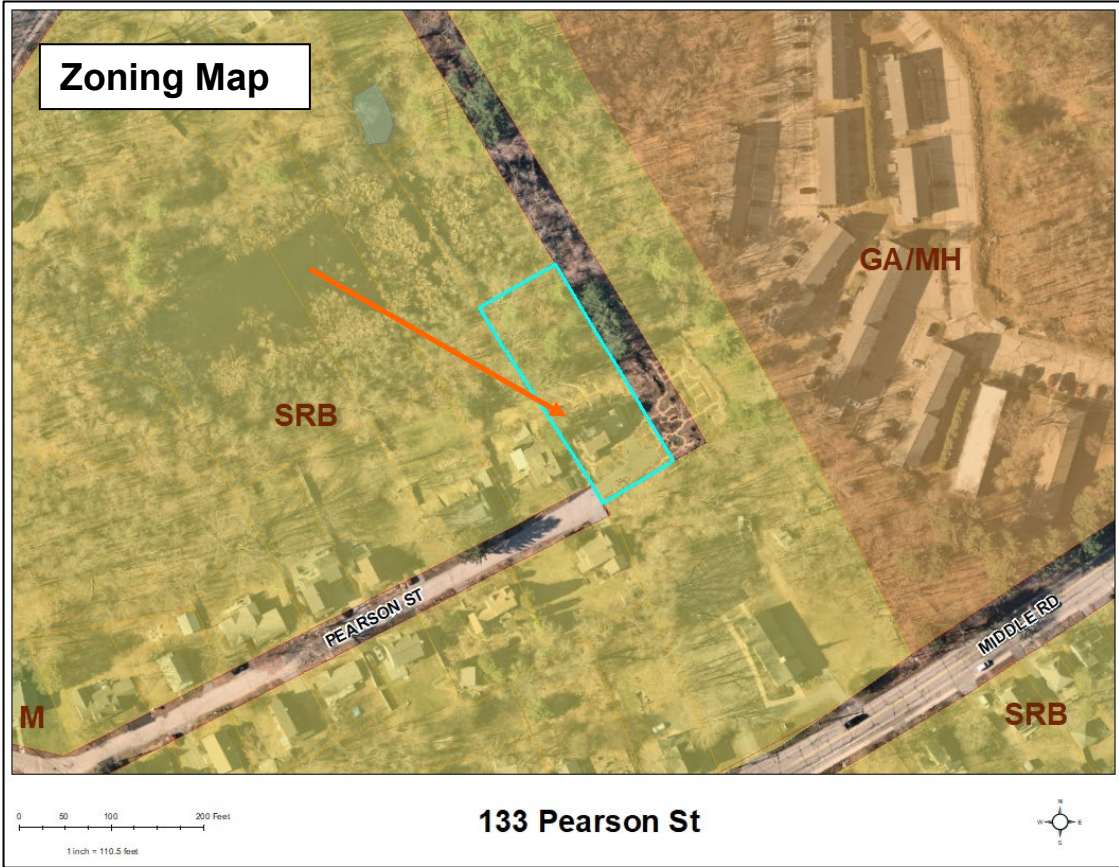 Zoning Map
GA/MH
SRB
PEARSON ST
MIDDLE RD
M
SRB
0 50 100 200 Feet
1 inch = 110.5 feet
133 Pearson St
N
W E
S